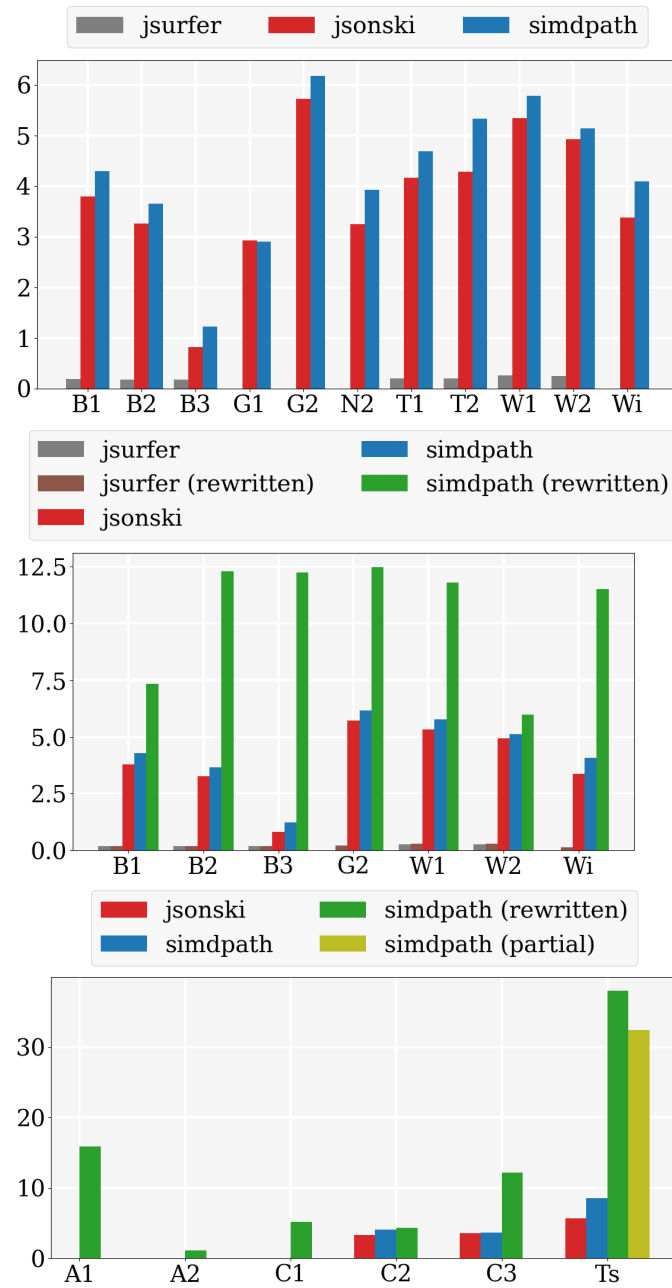 jsurfer jsonski simdpath
6
5
4
3
2
1
0
B1 B2 B3 G1 G2 N2 T1 T2 W1 W2 Wi
jsurfer simdpath
jsurfer (rewritten) simdpath (rewritten)
jsonski
12.5
10.0
7.5
5.0
2.5
0.0
B1 B2 B3 G2 W1 W2 Wi
jsonski simdpath (rewritten)
simdpath simdpath (partial)
30
20
10
0
A1 A2 C1 C2 C3 Ts